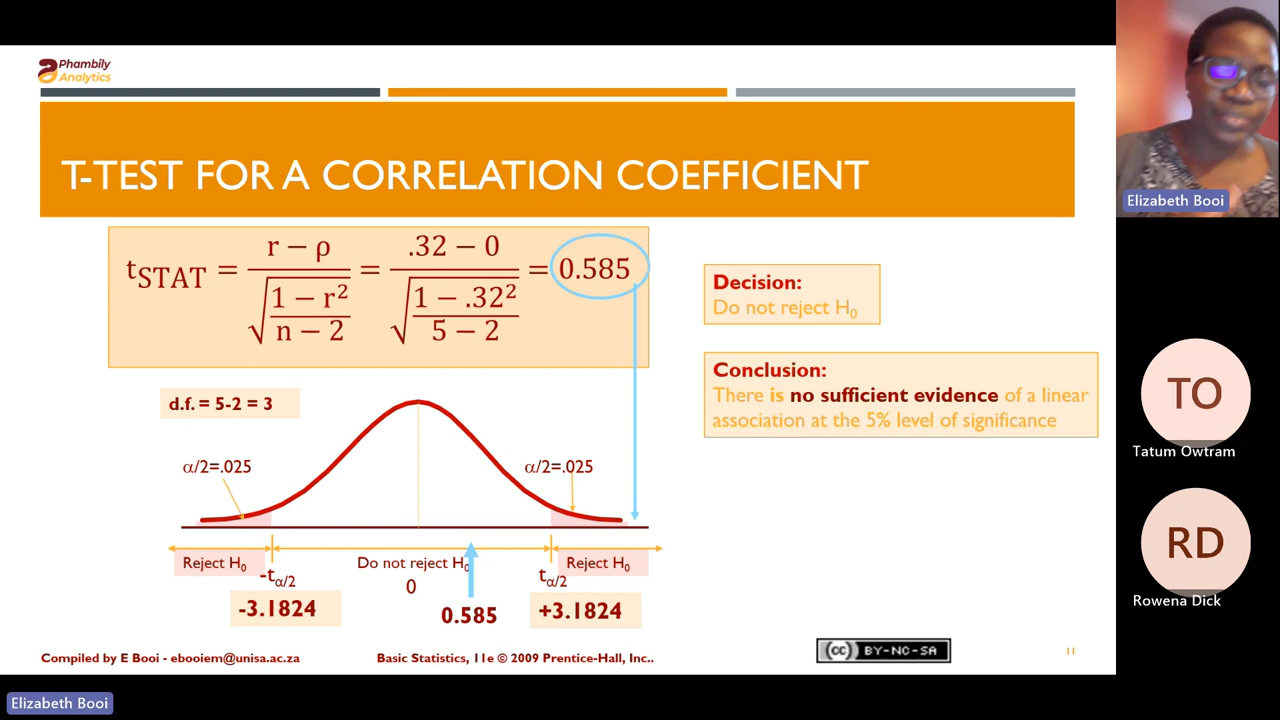 Phambily
Analytics
T-TEST FOR A CORRELATION COEFFICIENT
tSTAT = r − ρ / √(1 − r² / n − 2) = .32 − 0 / √(1 − .32² / 5 − 2) = 0.585
Decision:
Do not reject H₀
Conclusion:
There is no sufficient evidence of a linear
association at the 5% level of significance
d.f. = 5-2 = 3
α/2=.025
α/2=.025
Reject H₀
Do not reject H₀
Reject H₀
-tα/2
0
tα/2
-3.1824
0.585
+3.1824
Compiled by E Booi - ebooiem@unisa.ac.za
Basic Statistics, 11e © 2009 Prentice-Hall, Inc..
(cc) BY-NC-SA
11
Elizabeth Booi
TO
Tatum Owtram
RD
Rowena Dick
Elizabeth Booi